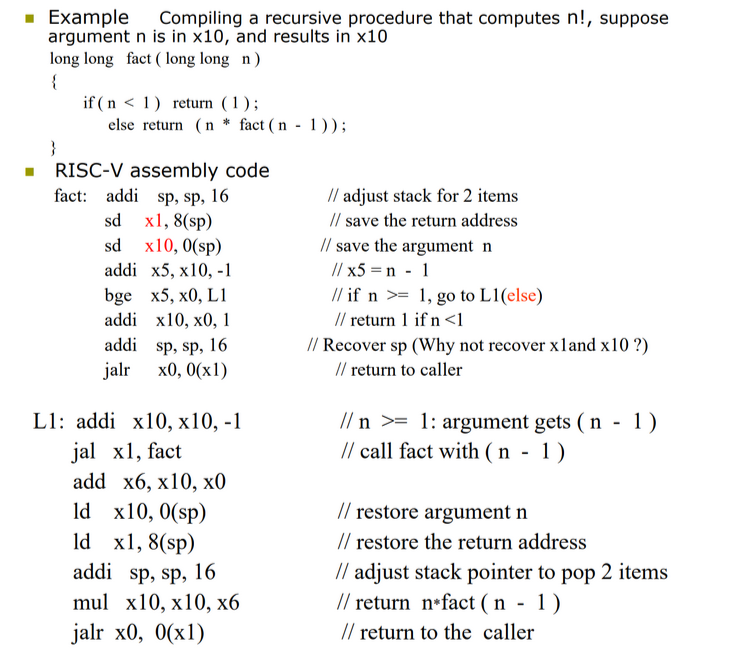 Example Compiling a recursive procedure that computes n!, suppose
argument n is in x10, and results in x10
long long fact ( long long n )
{
if ( n < 1 ) return ( 1 ) ;
else return ( n * fact ( n - 1 ) ) ;
}
RISC-V assembly code
fact: addi sp, sp, 16 // adjust stack for 2 items
sd x1, 8(sp) // save the return address
sd x10, 0(sp) // save the argument n
addi x5, x10, -1 // x5 = n - 1
bge x5, x0, L1 // if n >= 1, go to L1(else)
addi x10, x0, 1 // return 1 if n <1
addi sp, sp, 16 // Recover sp (Why not recover x1and x10 ?)
jalr x0, 0(x1) // return to caller
L1: addi x10, x10, -1 // n >= 1: argument gets ( n - 1 )
jal x1, fact // call fact with ( n - 1 )
add x6, x10, x0
ld x10, 0(sp) // restore argument n
ld x1, 8(sp) // restore the return address
addi sp, sp, 16 // adjust stack pointer to pop 2 items
mul x10, x10, x6 // return n*fact ( n - 1 )
jalr x0, 0(x1) // return to the caller